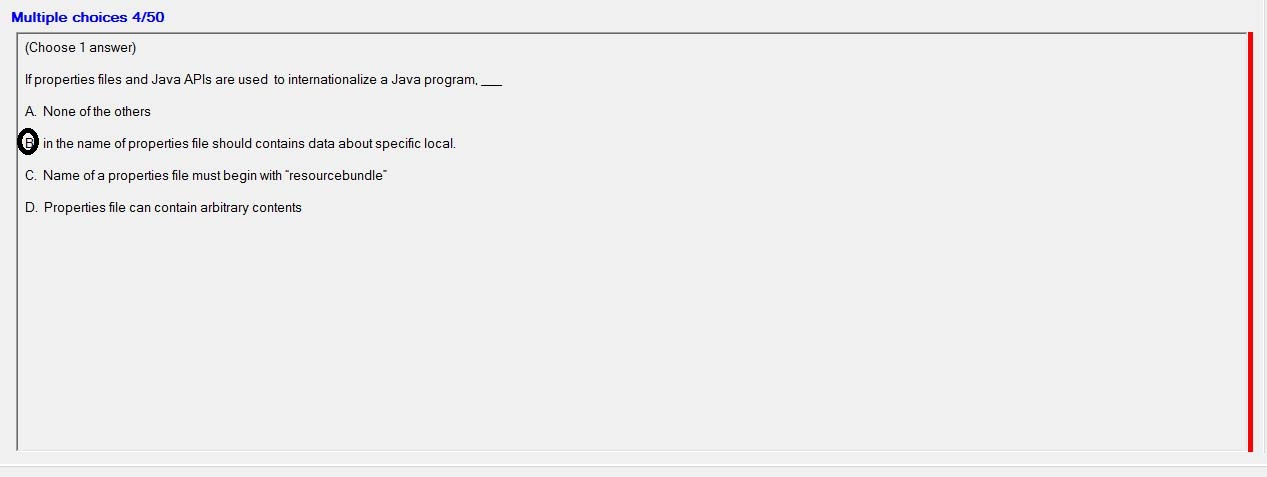 Multiple choices 4/50
(Choose 1 answer)
If properties files and Java APIs are used to internationalize a Java program, ___
A. None of the others
B. in the name of properties file should contains data about specific local.
C. Name of a properties file must begin with "resourcebundle"
D. Properties file can contain arbitrary contents